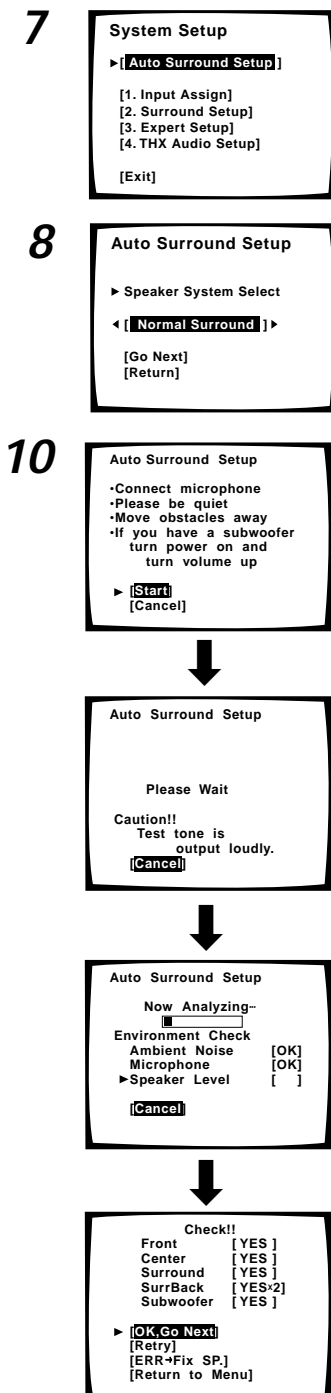 7
System Setup
▶[ Auto Surround Setup ]
[1. Input Assign]
[2. Surround Setup]
[3. Expert Setup]
[4. THX Audio Setup]
[Exit]
8
Auto Surround Setup
▶ Speaker System Select
◀ [ Normal Surround ] ▶
[Go Next]
[Return]
10
Auto Surround Setup
•Connect microphone
•Please be quiet
•Move obstacles away
•If you have a subwoofer
turn power on and
turn volume up
▶ [Start]
[Cancel]
Auto Surround Setup
Please Wait
Caution!!
Test tone is
output loudly.
[Cancel]
Auto Surround Setup
Now Analyzing···
Environment Check
Ambient Noise [OK]
Microphone [OK]
▶Speaker Level [ ]
[Cancel]
Check!!
Front [ YES ]
Center [ YES ]
Surround [ YES ]
SurrBack [ YESx2]
Subwoofer [ YES ]
▶ [OK,Go Next]
[Retry]
[ERR➔Fix SP.]
[Return to Menu]